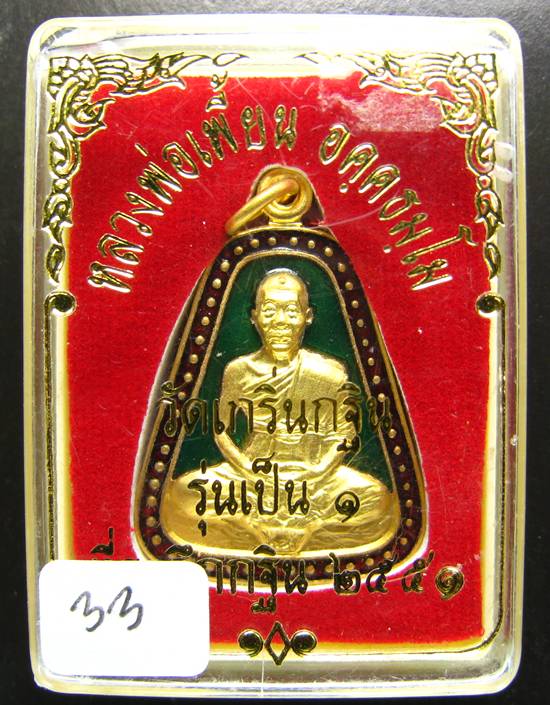 หลวงพ่อเพี้ยน อคฺคธมฺโม
วัดเกริ่นกฐิน
รุ่นเป็น ๑
กฐิน ๒๕๕๑
33